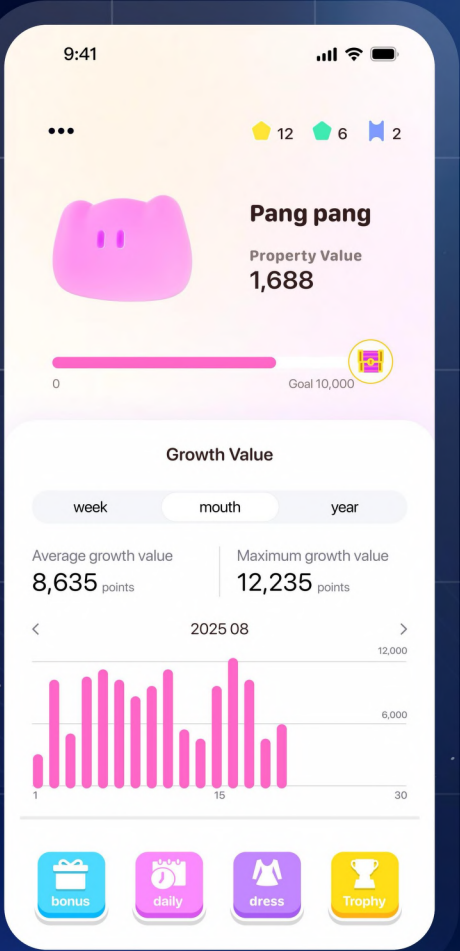 9:41
12 6 2
Pang pang
Property Value
1,688
0 Goal 10,000
Growth Value
week mouth year
Average growth value Maximum growth value
8,635 points 12,235 points
2025 08
12,000
6,000
1 15 30
bonus daily dress Trophy